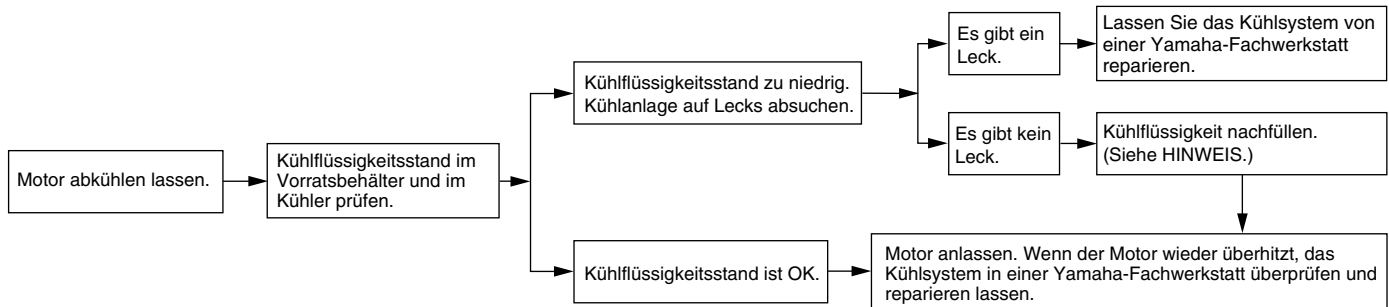 Motor abkühlen lassen.
Kühlflüssigkeitsstand im
Vorratsbehälter und im
Kühler prüfen.
Kühlflüssigkeitsstand zu niedrig.
Kühlanlage auf Lecks absuchen.
Es gibt ein
Leck.
Lassen Sie das Kühlsystem von
einer Yamaha-Fachwerkstatt
reparieren.
Es gibt kein
Leck.
Kühlflüssigkeit nachfüllen.
(Siehe HINWEIS.)
Kühlflüssigkeitsstand ist OK.
Motor anlassen. Wenn der Motor wieder überhitzt, das
Kühlsystem in einer Yamaha-Fachwerkstatt überprüfen und
reparieren lassen.